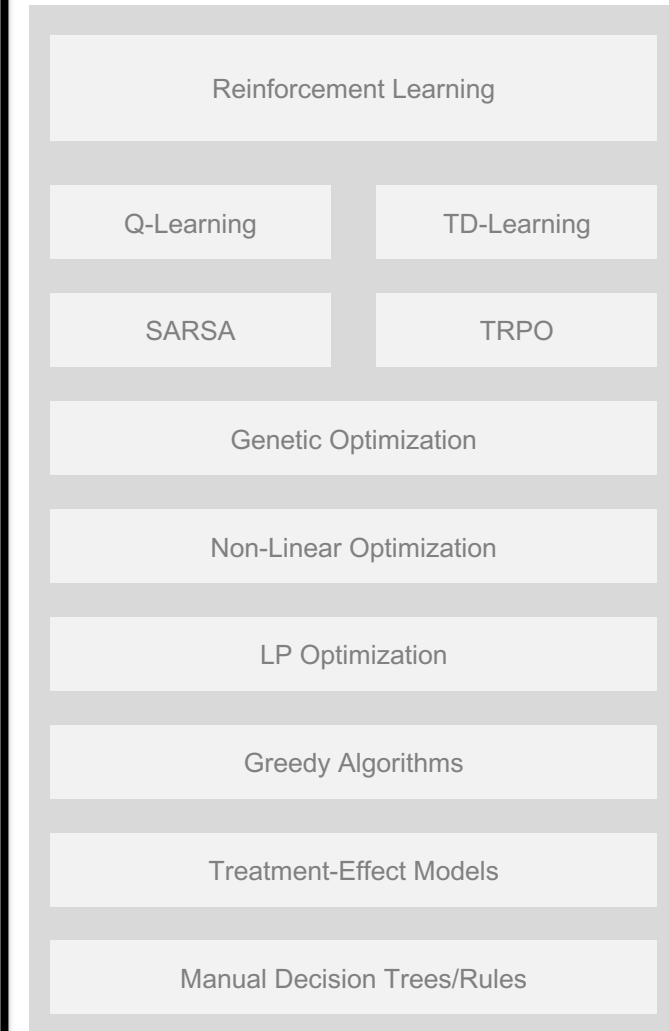 Reinforcement Learning
Q-Learning
TD-Learning
SARSA
TRPO
Genetic Optimization
Non-Linear Optimization
LP Optimization
Greedy Algorithms
Treatment-Effect Models
Manual Decision Trees/Rules